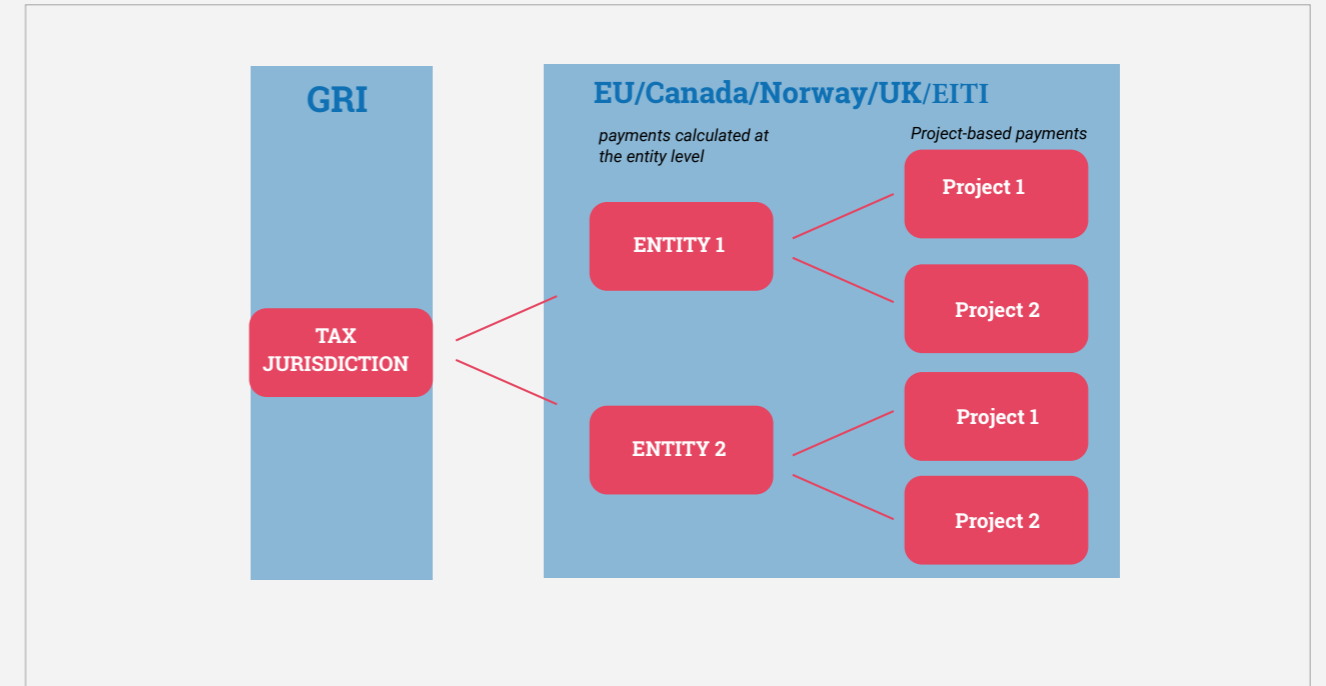 GRI
TAX
JURISDICTION
EU/Canada/Norway/UK/EITI
payments calculated at
the entity level
Project-based payments
ENTITY 1
Project 1
Project 2
ENTITY 2
Project 1
Project 2